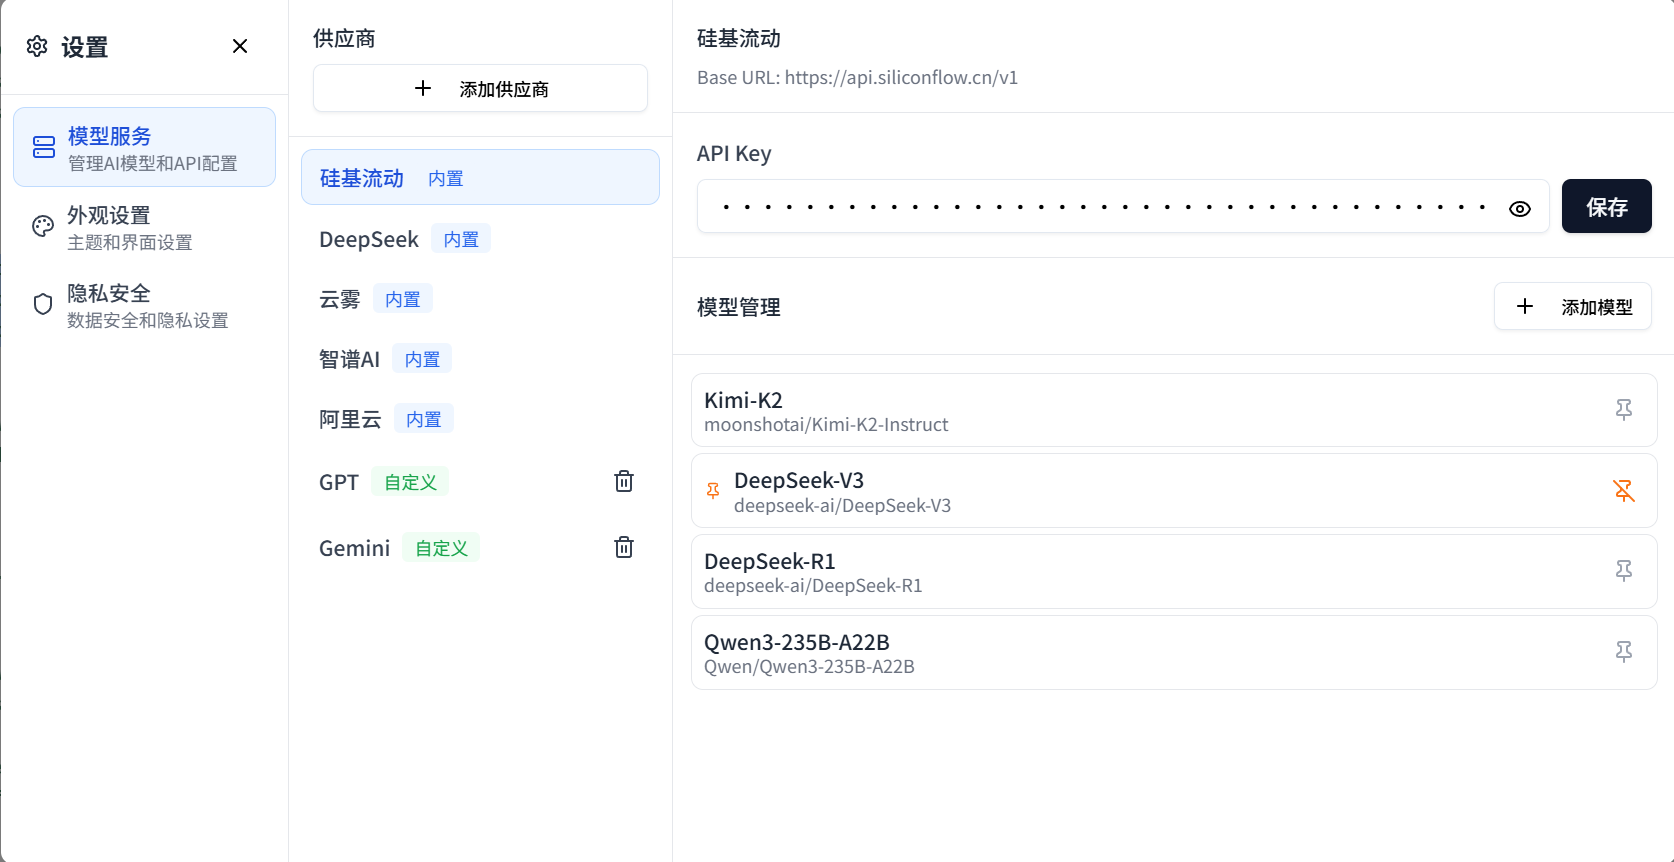 设置
模型服务
管理AI模型和API配置
外观设置
主题和界面设置
隐私安全
数据安全和隐私设置
供应商
添加供应商
硅基流动 内置
DeepSeek 内置
云雾 内置
智谱AI 内置
阿里云 内置
GPT 自定义
Gemini 自定义
硅基流动
Base URL: https://api.siliconflow.cn/v1
API Key
保存
模型管理
添加模型
Kimi-K2
moonshotai/Kimi-K2-Instruct
DeepSeek-V3
deepseek-ai/DeepSeek-V3
DeepSeek-R1
deepseek-ai/DeepSeek-R1
Qwen3-235B-A22B
Qwen/Qwen3-235B-A22B